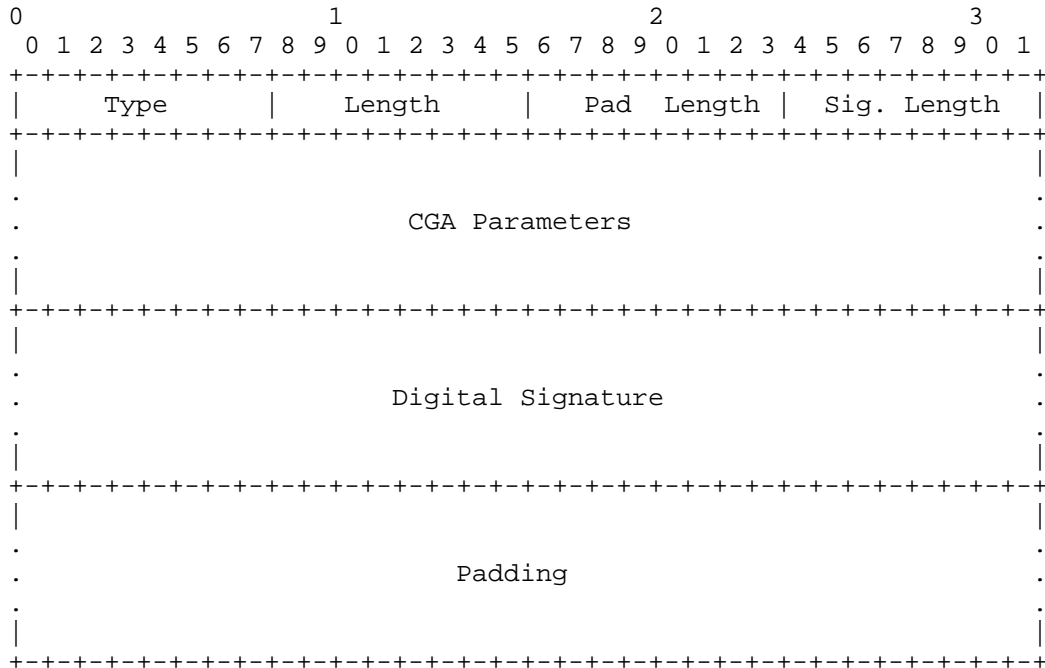 0                   1                   2                   3
 0 1 2 3 4 5 6 7 8 9 0 1 2 3 4 5 6 7 8 9 0 1 2 3 4 5 6 7 8 9 0 1
+-+-+-+-+-+-+-+-+-+-+-+-+-+-+-+-+-+-+-+-+-+-+-+-+-+-+-+-+-+-+-+-+
|     Type      |    Length     |   Pad  Length |  Sig. Length  |
+-+-+-+-+-+-+-+-+-+-+-+-+-+-+-+-+-+-+-+-+-+-+-+-+-+-+-+-+-+-+-+-+
|                                                               |
.                                                               .
.                        CGA Parameters                         .
.                                                               .
|                                                               |
+-+-+-+-+-+-+-+-+-+-+-+-+-+-+-+-+-+-+-+-+-+-+-+-+-+-+-+-+-+-+-+-+
|                                                               |
.                                                               .
.                       Digital Signature                       .
.                                                               .
|                                                               |
+-+-+-+-+-+-+-+-+-+-+-+-+-+-+-+-+-+-+-+-+-+-+-+-+-+-+-+-+-+-+-+-+
|                                                               |
.                                                               .
.                           Padding                             .
.                                                               .
|                                                               |
+-+-+-+-+-+-+-+-+-+-+-+-+-+-+-+-+-+-+-+-+-+-+-+-+-+-+-+-+-+-+-+-+